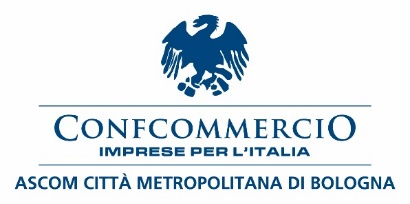 CONFCOMMERCIO
IMPRESE PER L'ITALIA
ASCOM CITTÀ METROPOLITANA DI BOLOGNA